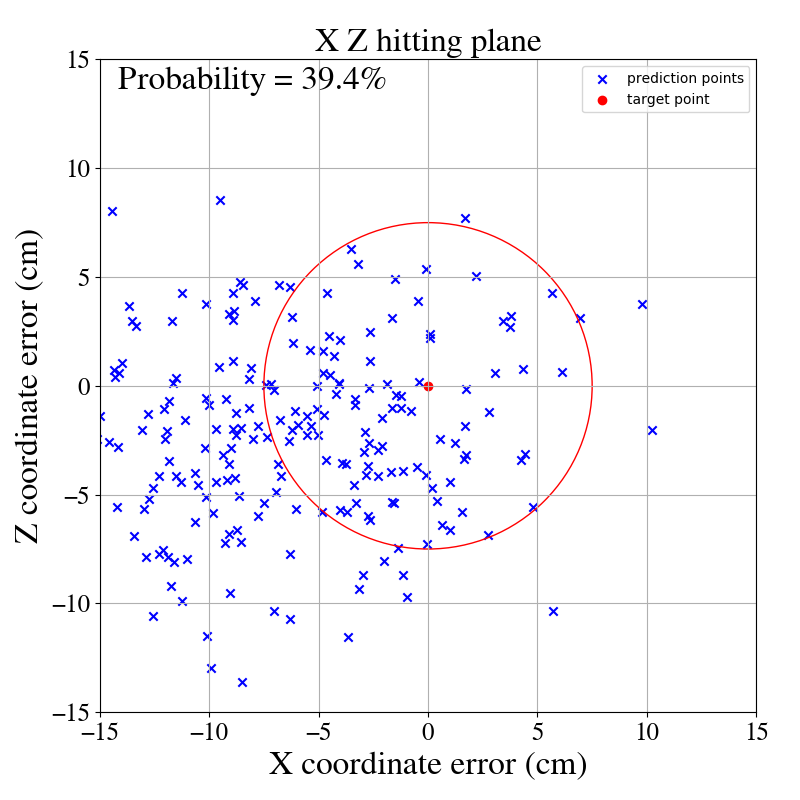 X Z hitting plane
Probability = 39.4%
prediction points
target point
15
10
5
0
−5
−10
−15
Z coordinate error (cm)
−15 −10 −5 0 5 10 15
X coordinate error (cm)